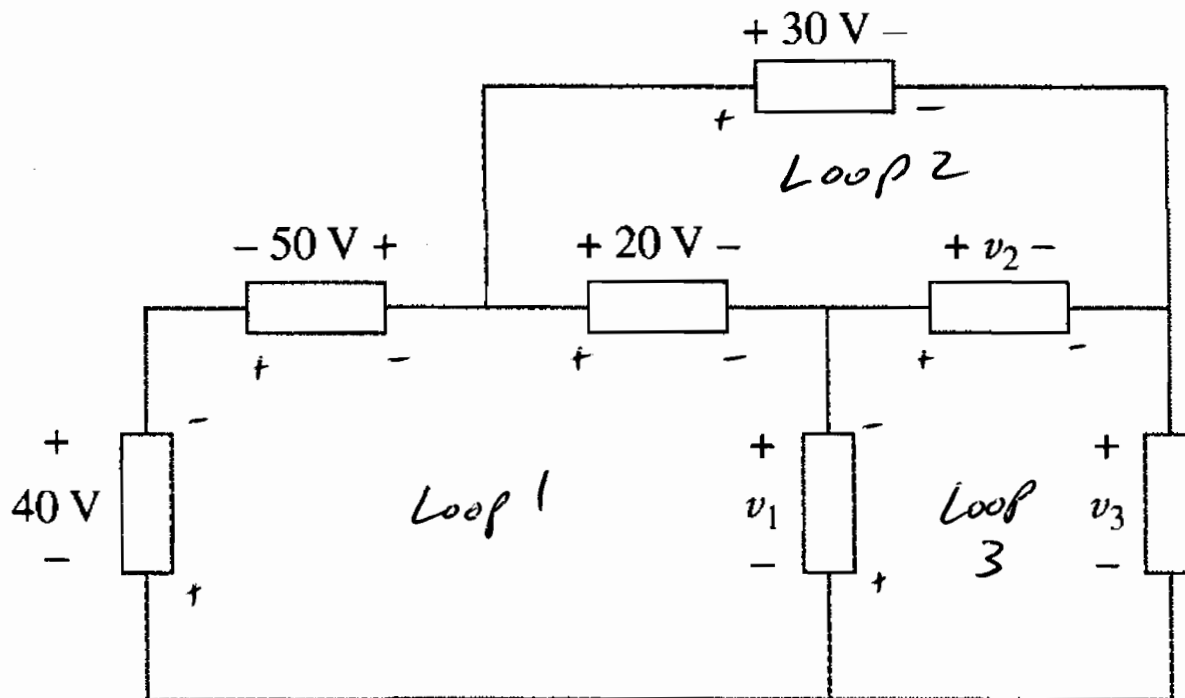 + 30 V –
+ –
Loop 2
– 50 V + + 20 V – + v₂ –
+ – + – + –
+ – + – +
40 V Loop 1 v₁ Loop 3 v₃
– + – + –